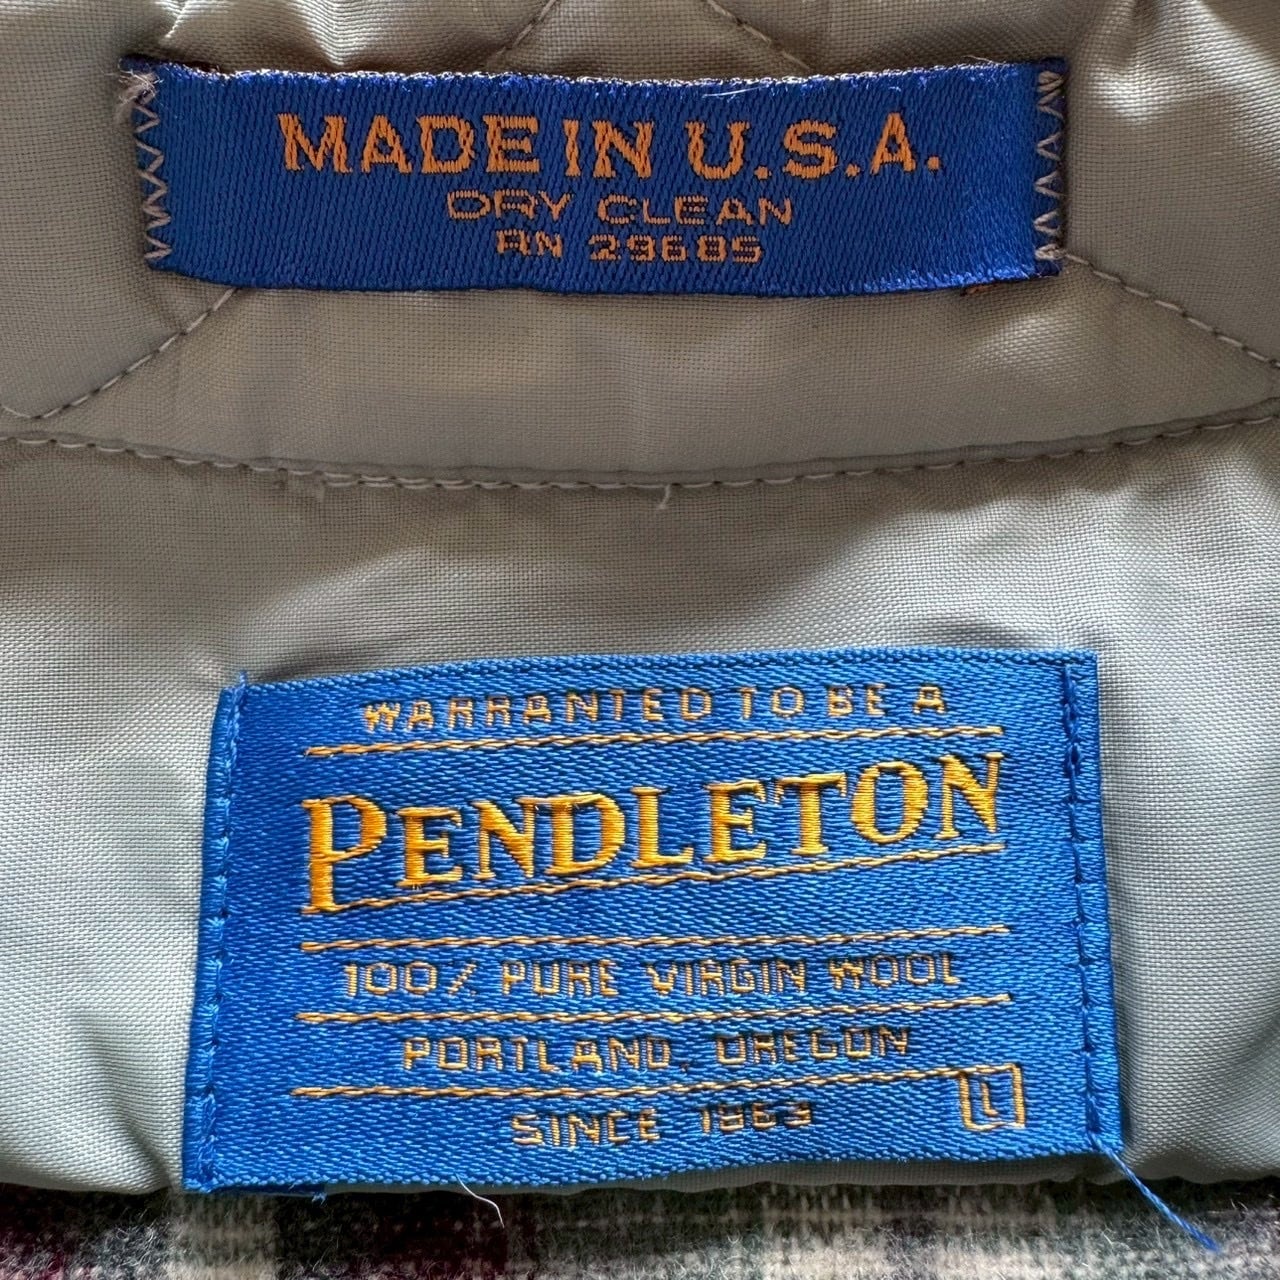 MADE IN U.S.A.
DRY CLEAN
RN 29685
WARRANTED TO BE A
PENDLETON
100% PURE VIRGIN WOOL
PORTLAND, OREGON
SINCE 1863